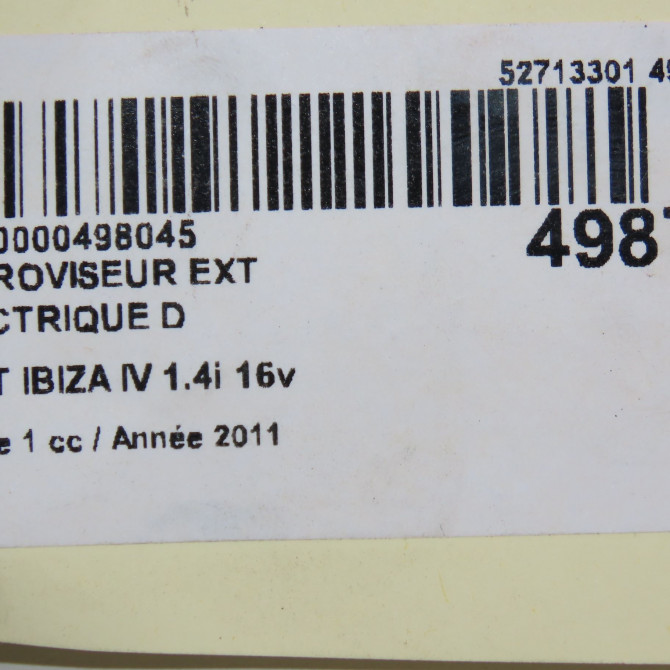 52713301 49
0000498045
498
ROVISEUR EXT
CTRIQUE D
T IBIZA IV 1.4i 16v
e 1 cc / Année 2011